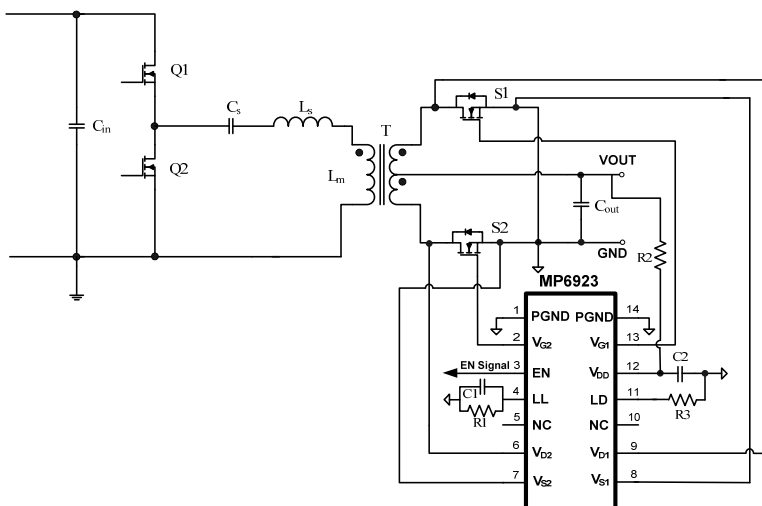 Q1
Q2
Cin
Cs
Ls
Lm
T
S1
S2
VOUT
Cout
GND
R2
MP6923
1 PGND PGND 14
2 VG2 VG1 13
EN Signal 3 EN VDD 12
C2
C1
4 LL LD 11
R1
R3
5 NC NC 10
6 VD2 VD1 9
7 VS2 VS1 8